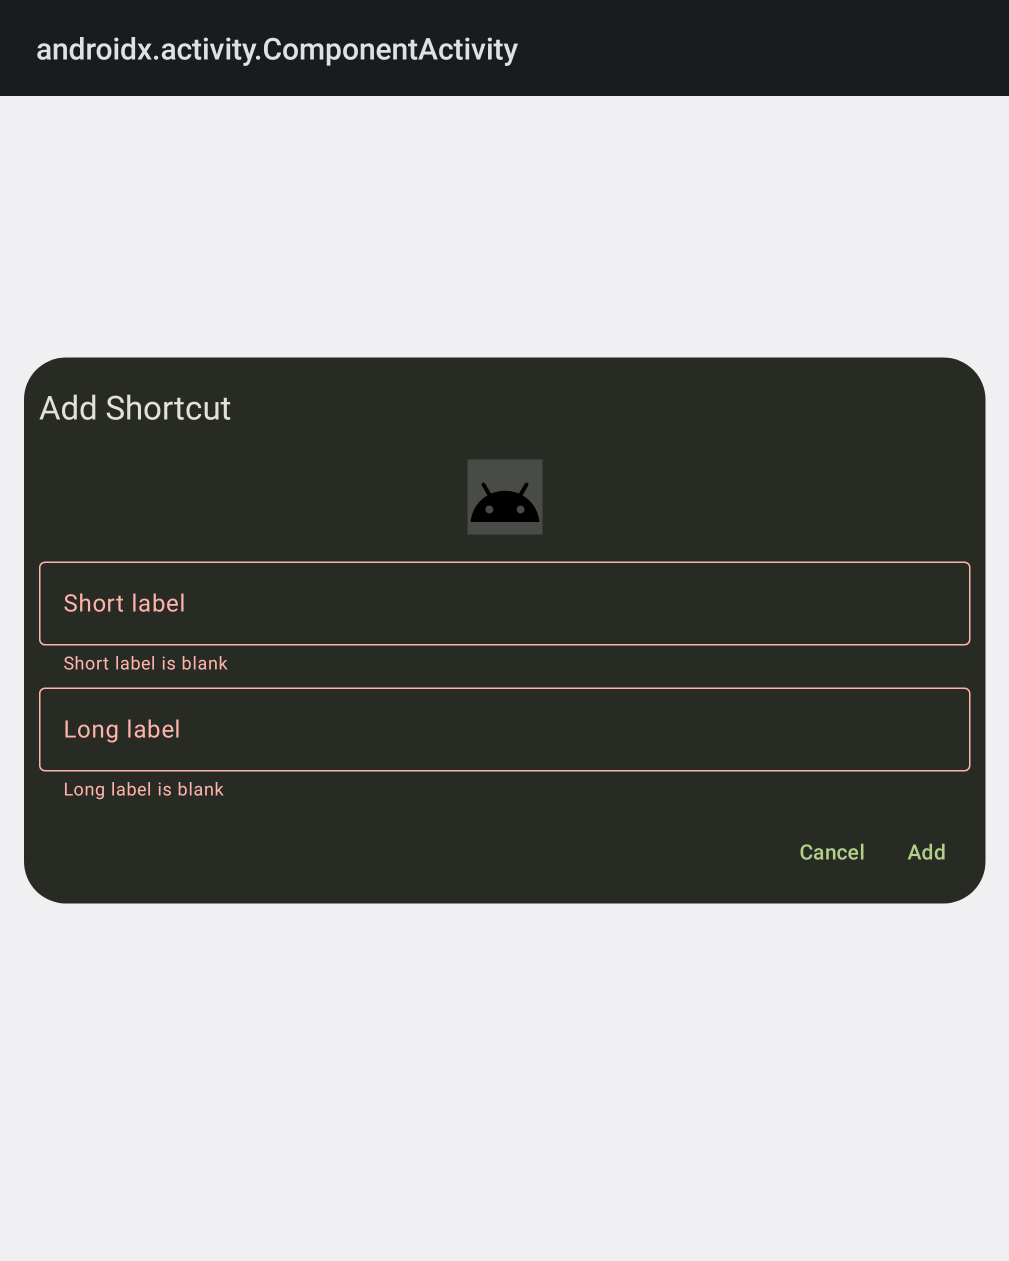 androidx.activity.ComponentActivity
Add Shortcut
Short label
Short label is blank
Long label
Long label is blank
Cancel Add